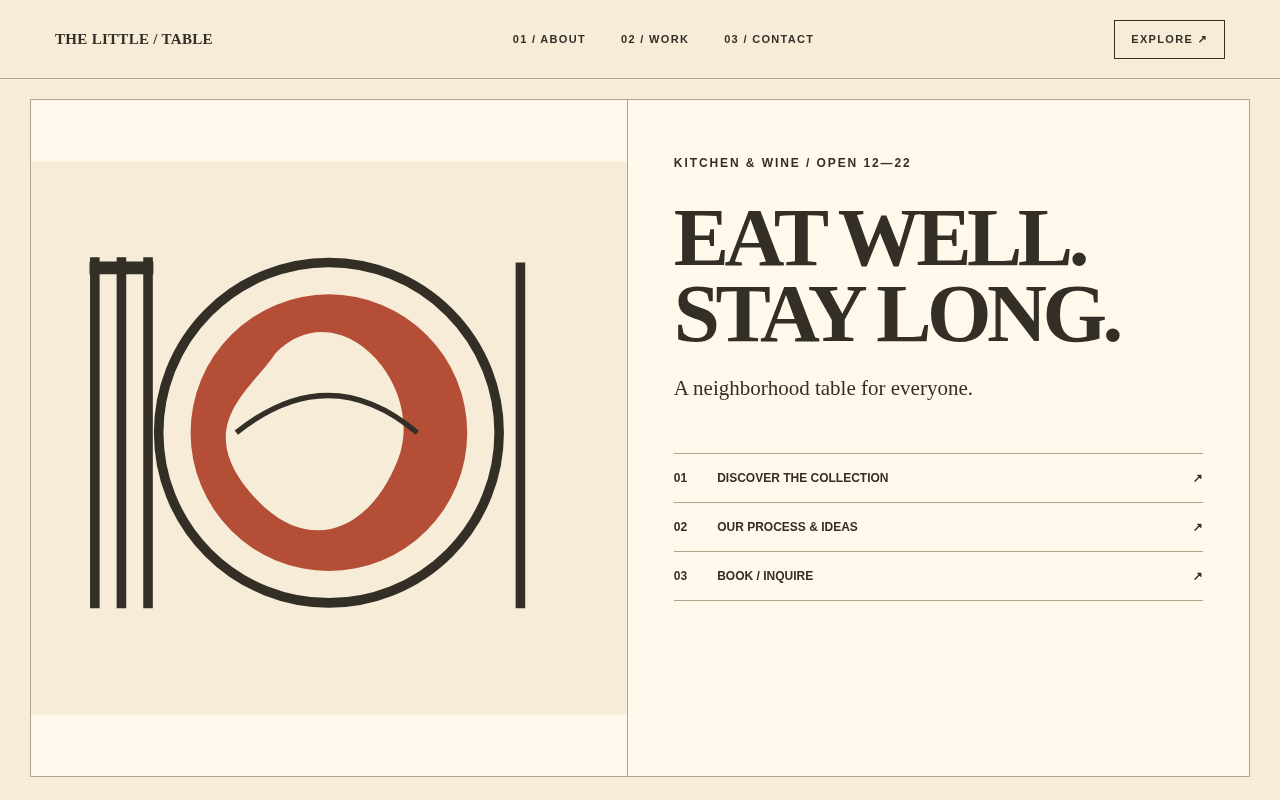 THE LITTLE / TABLE
01 / ABOUT
02 / WORK
03 / CONTACT
EXPLORE ↗
KITCHEN & WINE / OPEN 12—22
EAT WELL.
STAY LONG.
A neighborhood table for everyone.
01 DISCOVER THE COLLECTION ↗
02 OUR PROCESS & IDEAS ↗
03 BOOK / INQUIRE ↗